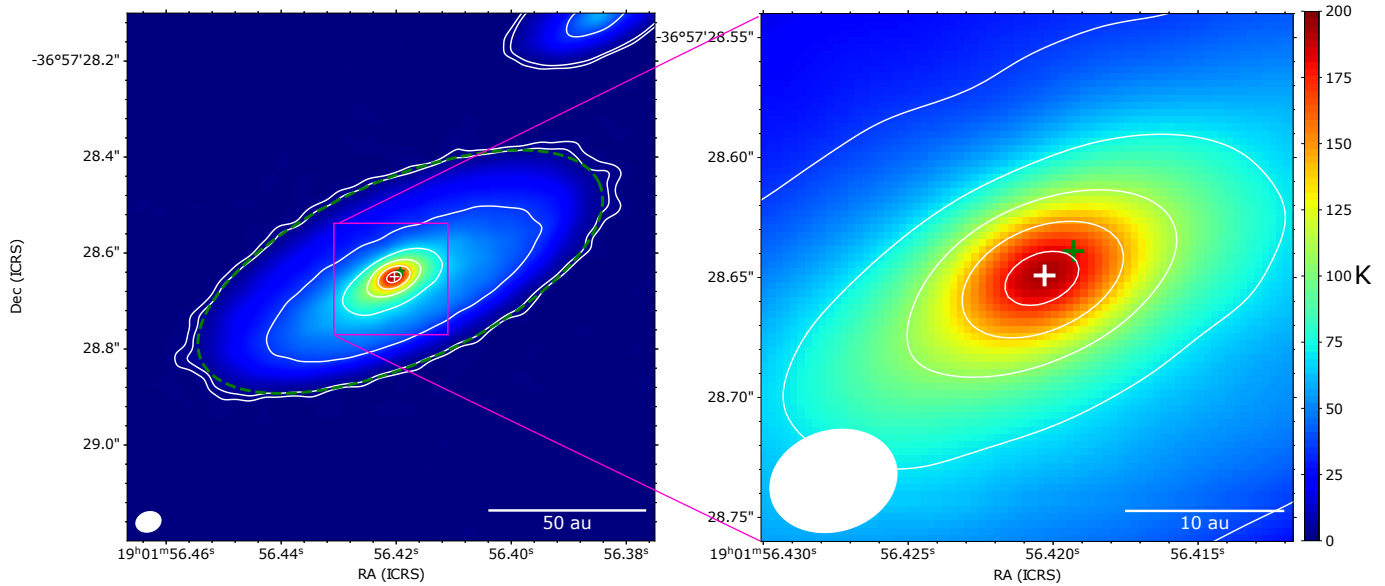 -36°57'28.2"
28.4"
28.6"
28.8"
29.0"
Dec (ICRS)
50 au
19ʰ01ᵐ56.46ˢ 56.44ˢ 56.42ˢ 56.40ˢ 56.38ˢ
RA (ICRS)
-36°57'28.55"
28.60"
28.65"
28.70"
28.75"
10 au
19ʰ01ᵐ56.430ˢ 56.425ˢ 56.420ˢ 56.415ˢ
RA (ICRS)
200
175
150
125
100
75
50
25
0
K